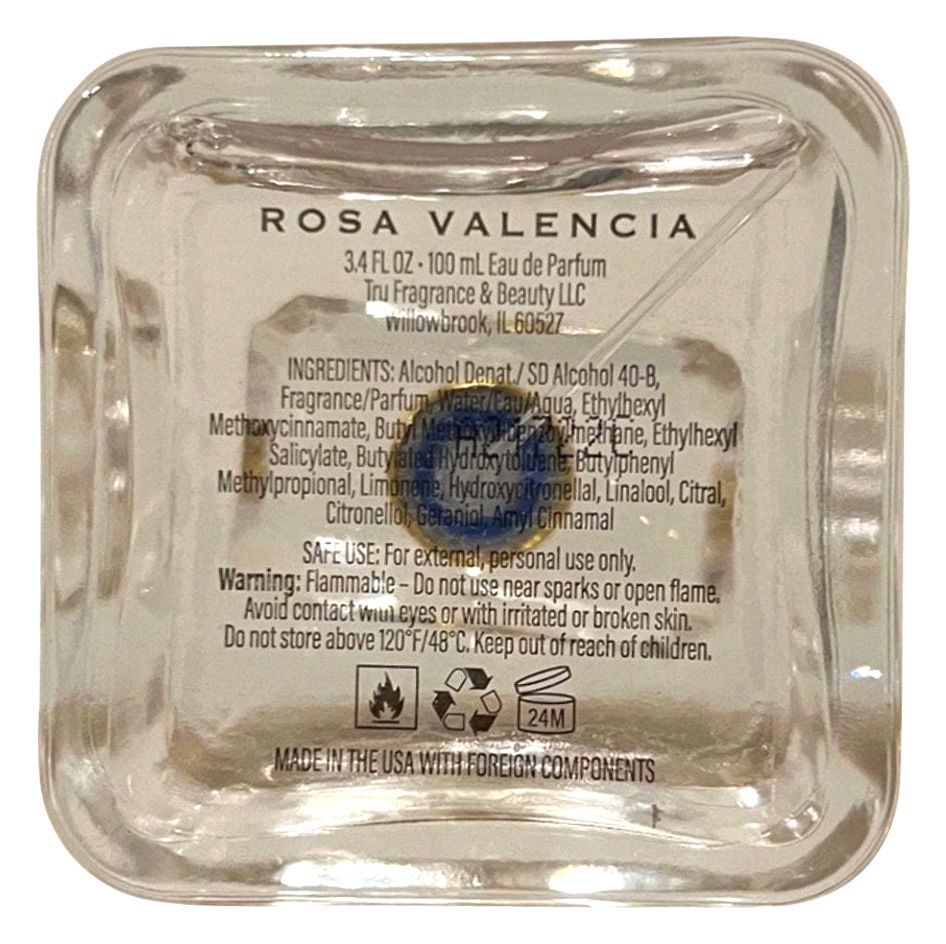 ROSA VALENCIA
3.4 FL OZ · 100 mL Eau de Parfum
Tru Fragrance & Beauty LLC
Willowbrook, IL 60527
INGREDIENTS: Alcohol Denat./ SD Alcohol 40-B,
Fragrance/Parfum, Water/Eau/Aqua, Ethylhexyl
Methoxycinnamate, Butyl Methoxydibenzoylmethane, Ethylhexyl
Salicylate, Butylated Hydroxytoluene, Butylphenyl
Methylpropional, Limonene, Hydroxycitronellal, Linalool, Citral,
Citronellol, Geraniol, Amyl Cinnamal
SAFE USE: For external, personal use only.
Warning: Flammable – Do not use near sparks or open flame.
Avoid contact with eyes or with irritated or broken skin.
Do not store above 120°F/48°C. Keep out of reach of children.
24M
MADE IN THE USA WITH FOREIGN COMPONENTS